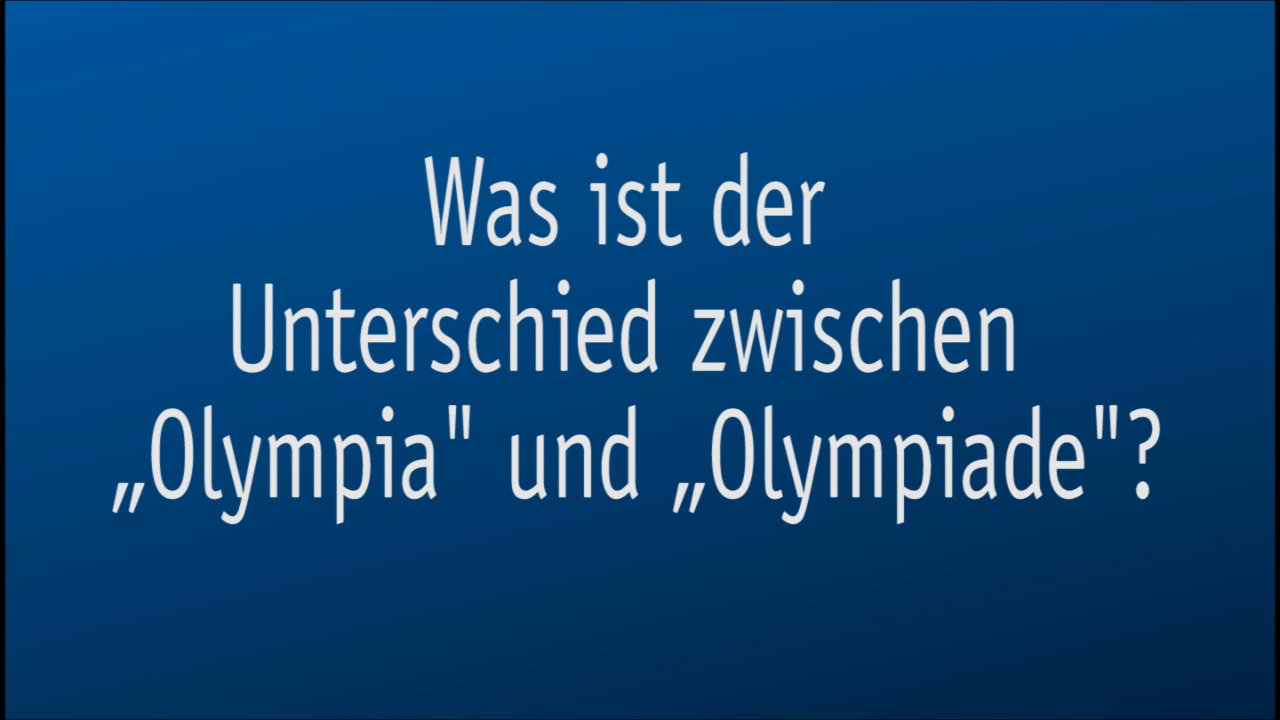 Was ist der
Unterschied zwischen
„Olympia" und „Olympiade"?